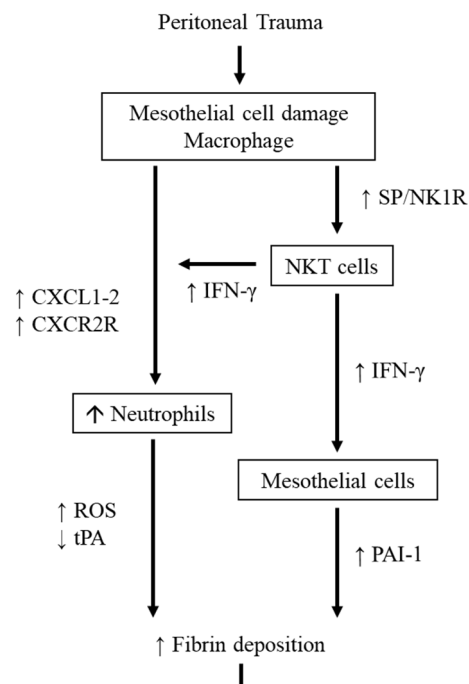 Peritoneal Trauma
Mesothelial cell damage
Macrophage
↑ SP/NK1R
NKT cells
↑ IFN-γ
↑ CXCL1-2
↑ CXCR2R
↑ IFN-γ
↑ Neutrophils
Mesothelial cells
↑ ROS
↓ tPA
↑ PAI-1
↑ Fibrin deposition